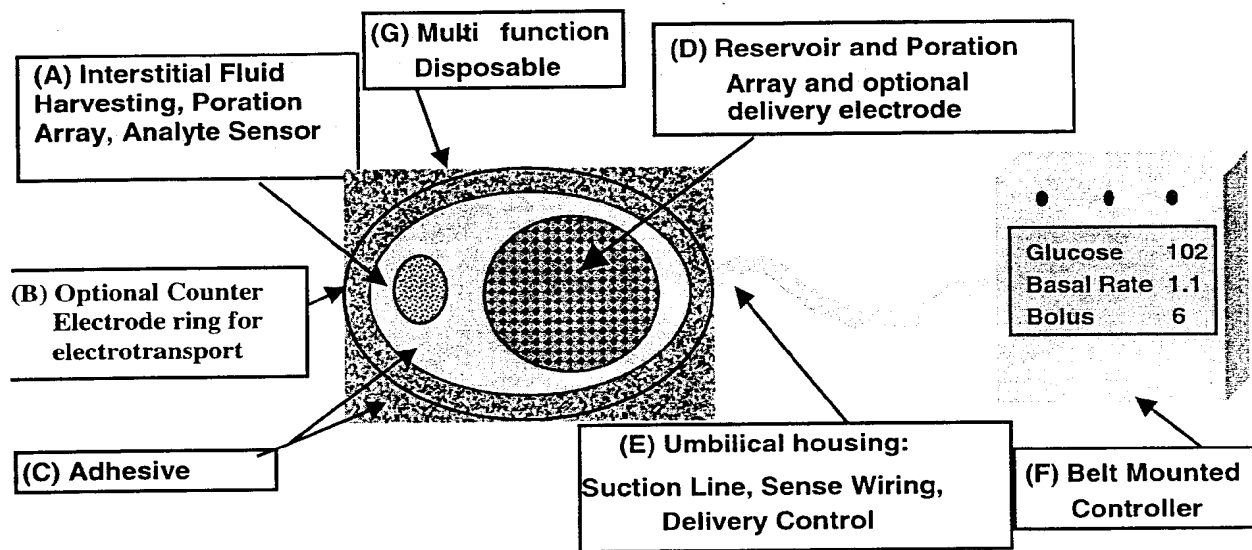 (G) Multi function
Disposable
(D) Reservoir and Poration
Array and optional
delivery electrode
(A) Interstitial Fluid
Harvesting, Poration
Array, Analyte Sensor
Glucose 102
Basal Rate 1.1
Bolus 6
(B) Optional Counter
Electrode ring for
electrotransport
(C) Adhesive
(E) Umbilical housing:
Suction Line, Sense Wiring,
Delivery Control
(F) Belt Mounted
Controller